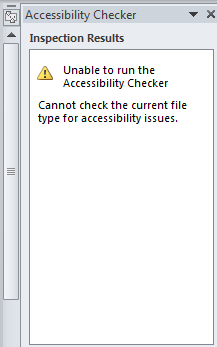 Accessibility Checker
Inspection Results
Unable to run the
Accessibility Checker
Cannot check the current file
type for accessibility issues.